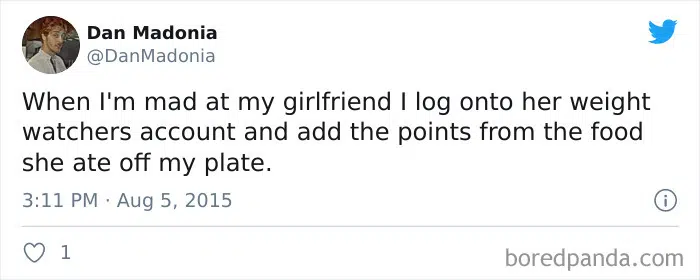 Dan Madonia
@DanMadonia
When I'm mad at my girlfriend I log onto her weight
watchers account and add the points from the food
she ate off my plate.
3:11 PM · Aug 5, 2015
1
boredpanda.com